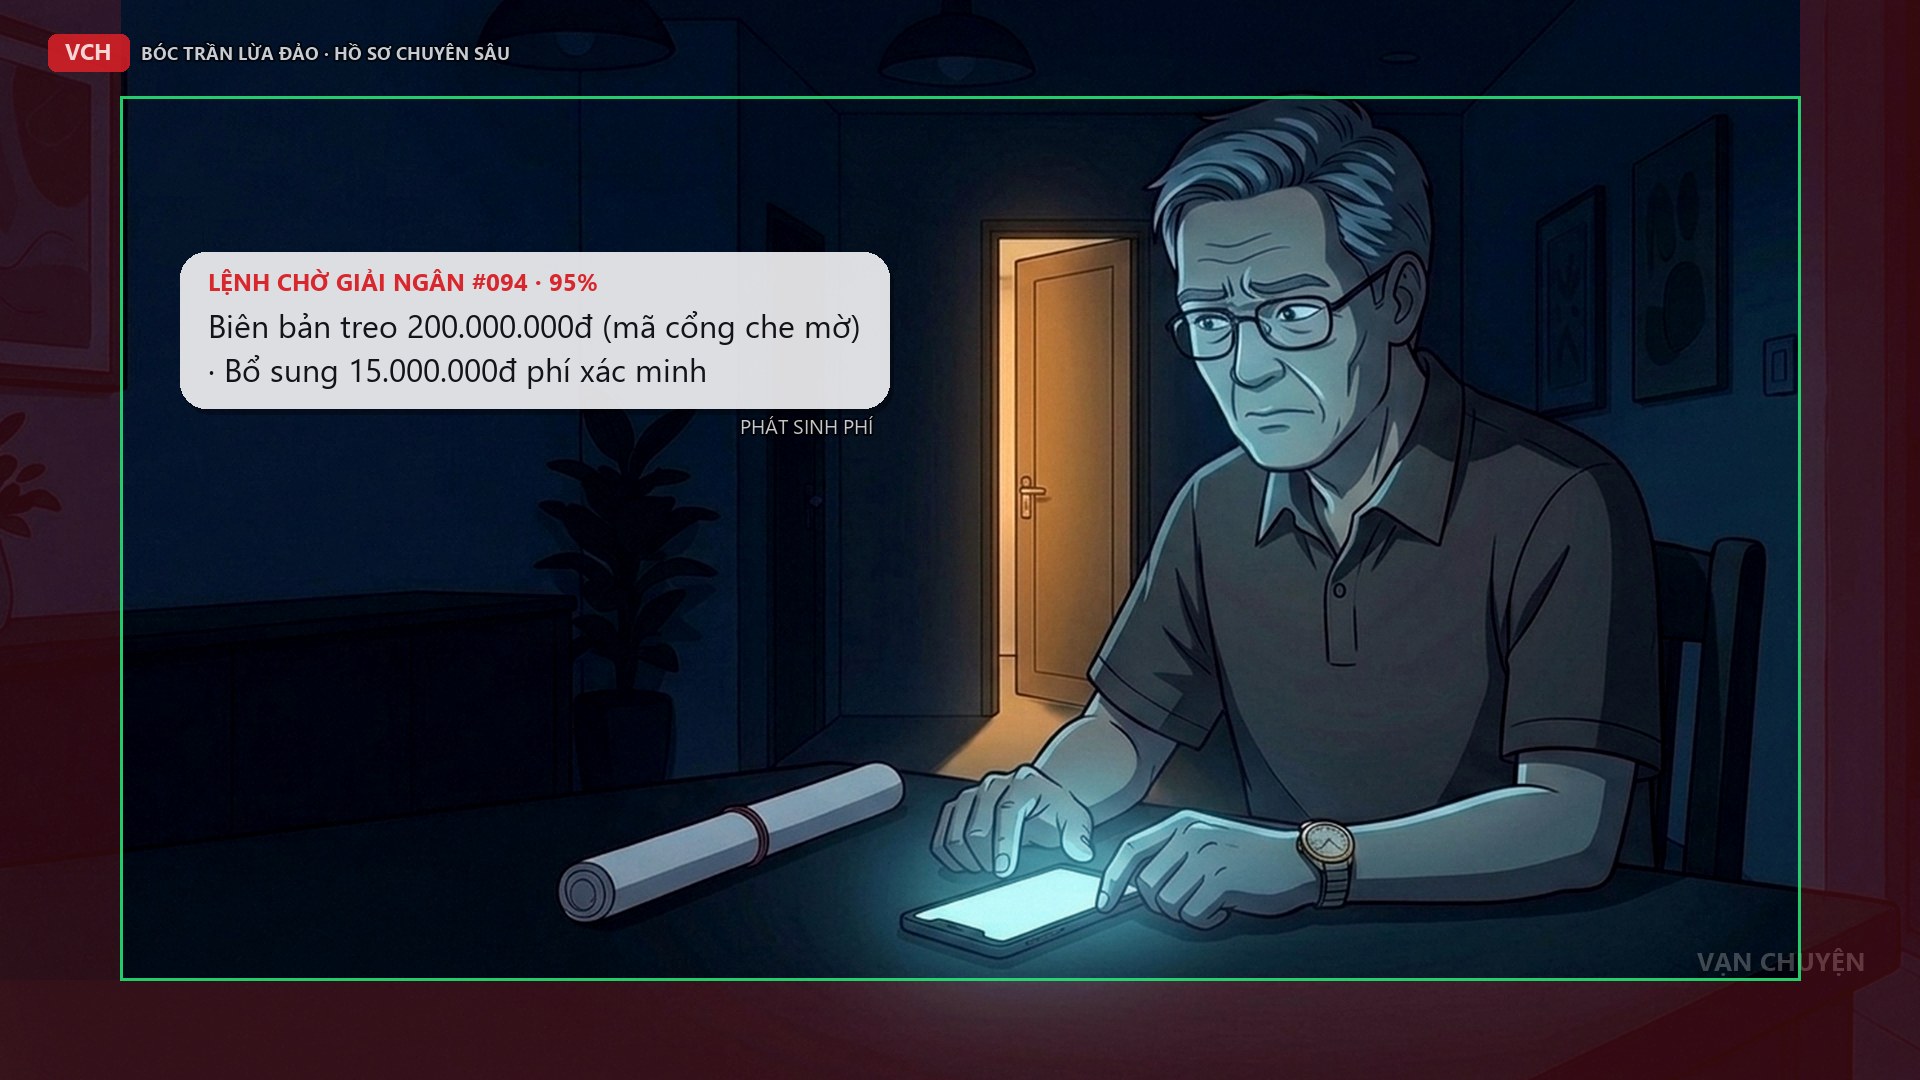 VCH BÓC TRẦN LỪA ĐẢO · HỒ SƠ CHUYÊN SÂU
LỆNH CHỜ GIẢI NGÂN #094 · 95%
Biên bản treo 200.000.000đ (mã cổng che mờ)
· Bổ sung 15.000.000đ phí xác minh
PHÁT SINH PHÍ
VẠN CHUYỆN